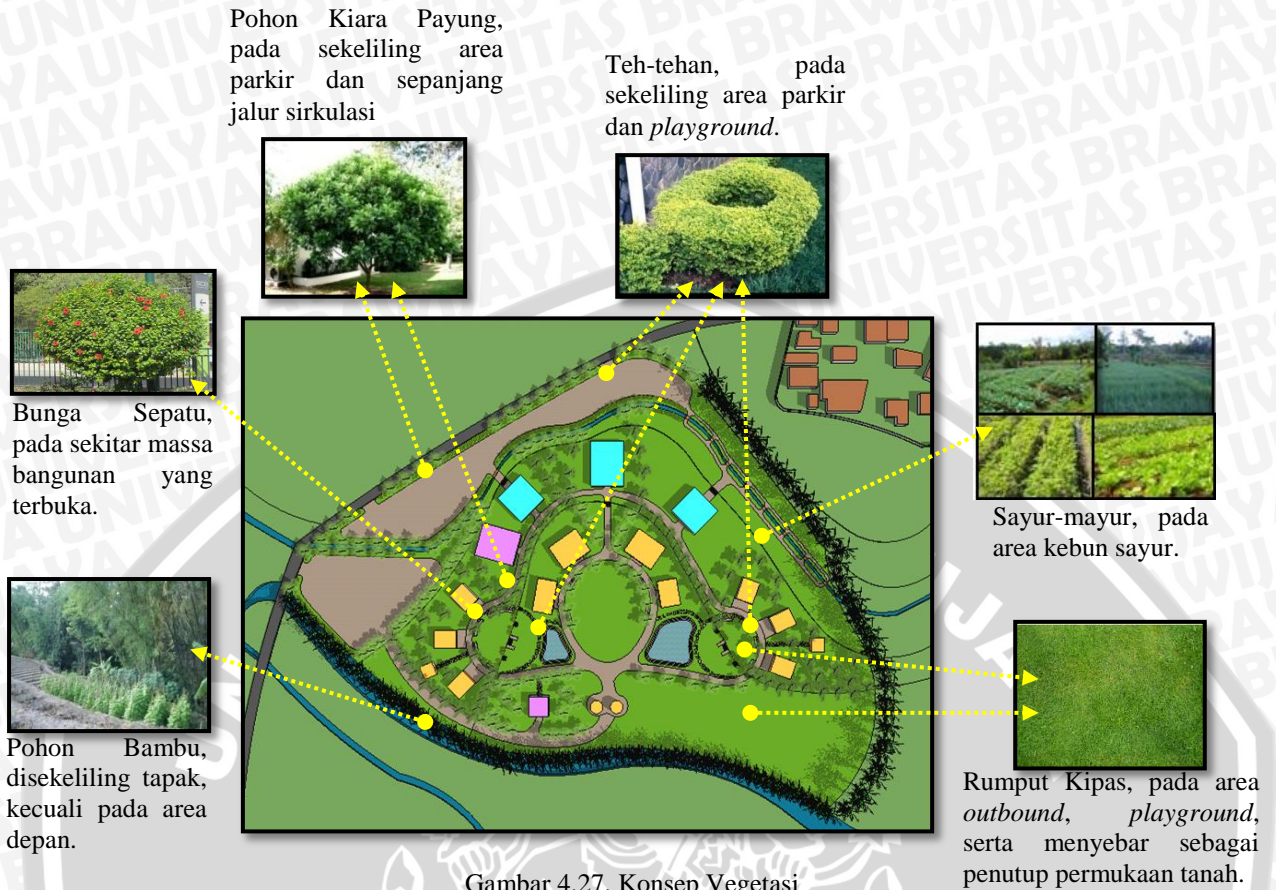 Pohon Kiara Payung,
pada sekeliling area
parkir dan sepanjang
jalur sirkulasi
Teh-tehan, pada
sekeliling area parkir
dan playground.
Bunga Sepatu,
pada sekitar massa
bangunan yang
terbuka.
Sayur-mayur, pada
area kebun sayur.
Pohon Bambu,
disekeliling tapak,
kecuali pada area
depan.
Rumput Kipas, pada area
outbound, playground,
serta menyebar sebagai
penutup permukaan tanah.
Gambar 4.27. Konsep Vegetasi